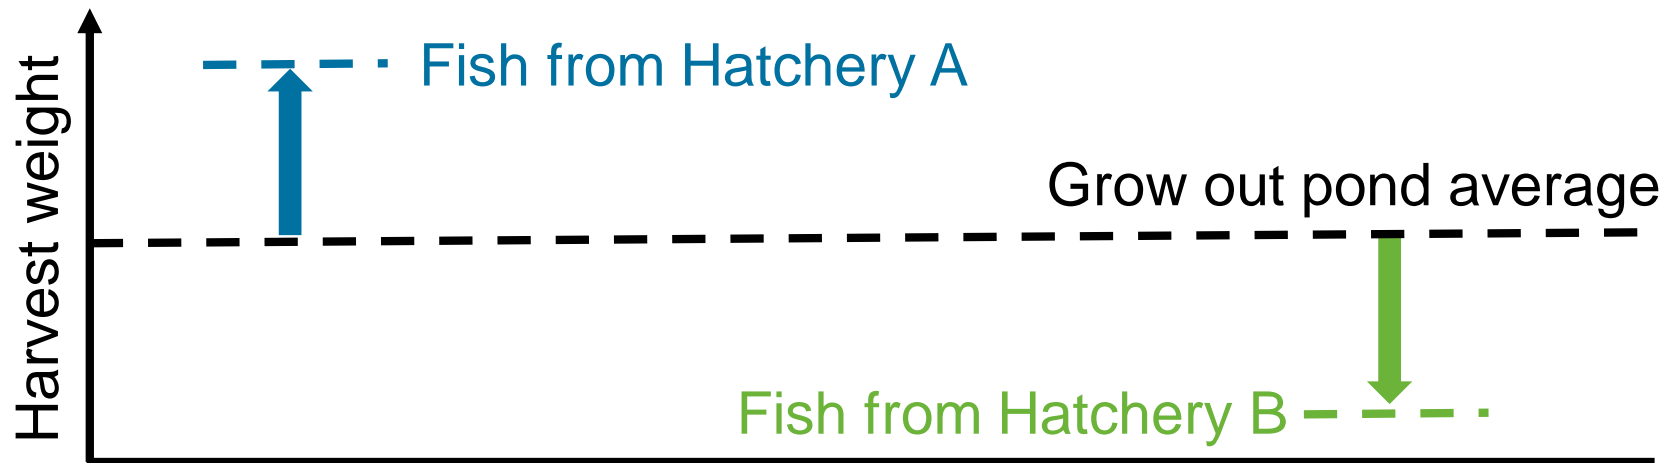 Harvest weight
Fish from Hatchery A
Grow out pond average
Fish from Hatchery B